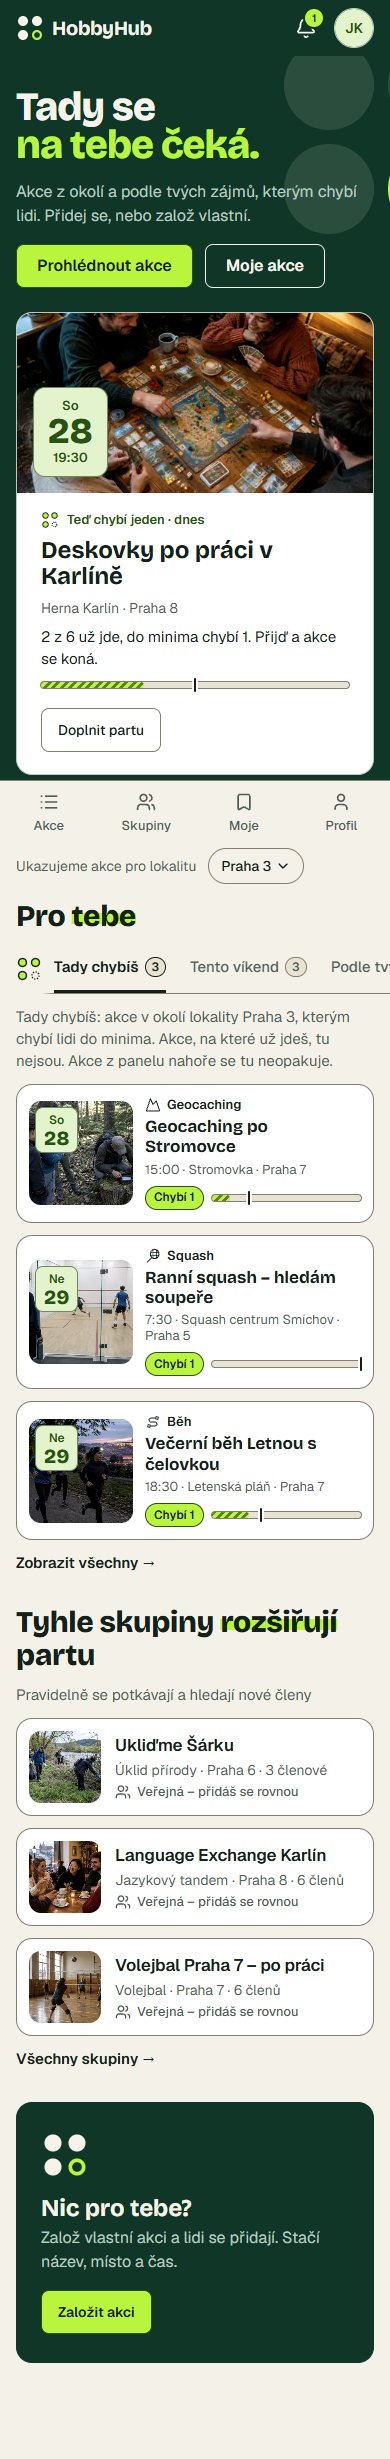 HobbyHub
1
JK
Tady se
na tebe čeká.
Akce z okolí a podle tvých zájmů, kterým chybí
lidi. Přidej se, nebo založ vlastní.
Prohlédnout akce
Moje akce
So
28
19:30
Teď chybí jeden · dnes
Deskovky po práci v
Karlíně
Herna Karlín · Praha 8
2 z 6 už jde, do minima chybí 1. Přijď a akce
se koná.
Doplnit partu
Akce
Skupiny
Moje
Profil
Ukazujeme akce pro lokalitu
Praha 3
Pro tebe
Tady chybíš 3
Tento víkend 3
Podle tv
Tady chybíš: akce v okolí lokality Praha 3, kterým
chybí lidi do minima. Akce, na které už jdeš, tu
nejsou. Akce z panelu nahoře se tu neopakuje.
So
28
Geocaching
Geocaching po
Stromovce
15:00 · Stromovka · Praha 7
Chybí 1
Ne
29
Squash
Ranní squash – hledám
soupeře
7:30 · Squash centrum Smíchov ·
Praha 5
Chybí 1
Ne
29
Běh
Večerní běh Letnou s
čelovkou
18:30 · Letenská pláň · Praha 7
Chybí 1
Zobrazit všechny →
Tyhle skupiny rozšiřují
partu
Pravidelně se potkávají a hledají nové členy
Ukliďme Šárku
Úklid přírody · Praha 6 · 3 členové
Veřejná – přidáš se rovnou
Language Exchange Karlín
Jazykový tandem · Praha 8 · 6 členů
Veřejná – přidáš se rovnou
Volejbal Praha 7 – po práci
Volejbal · Praha 7 · 6 členů
Veřejná – přidáš se rovnou
Všechny skupiny →
Nic pro tebe?
Založ vlastní akci a lidi se přidají. Stačí
název, místo a čas.
Založit akci